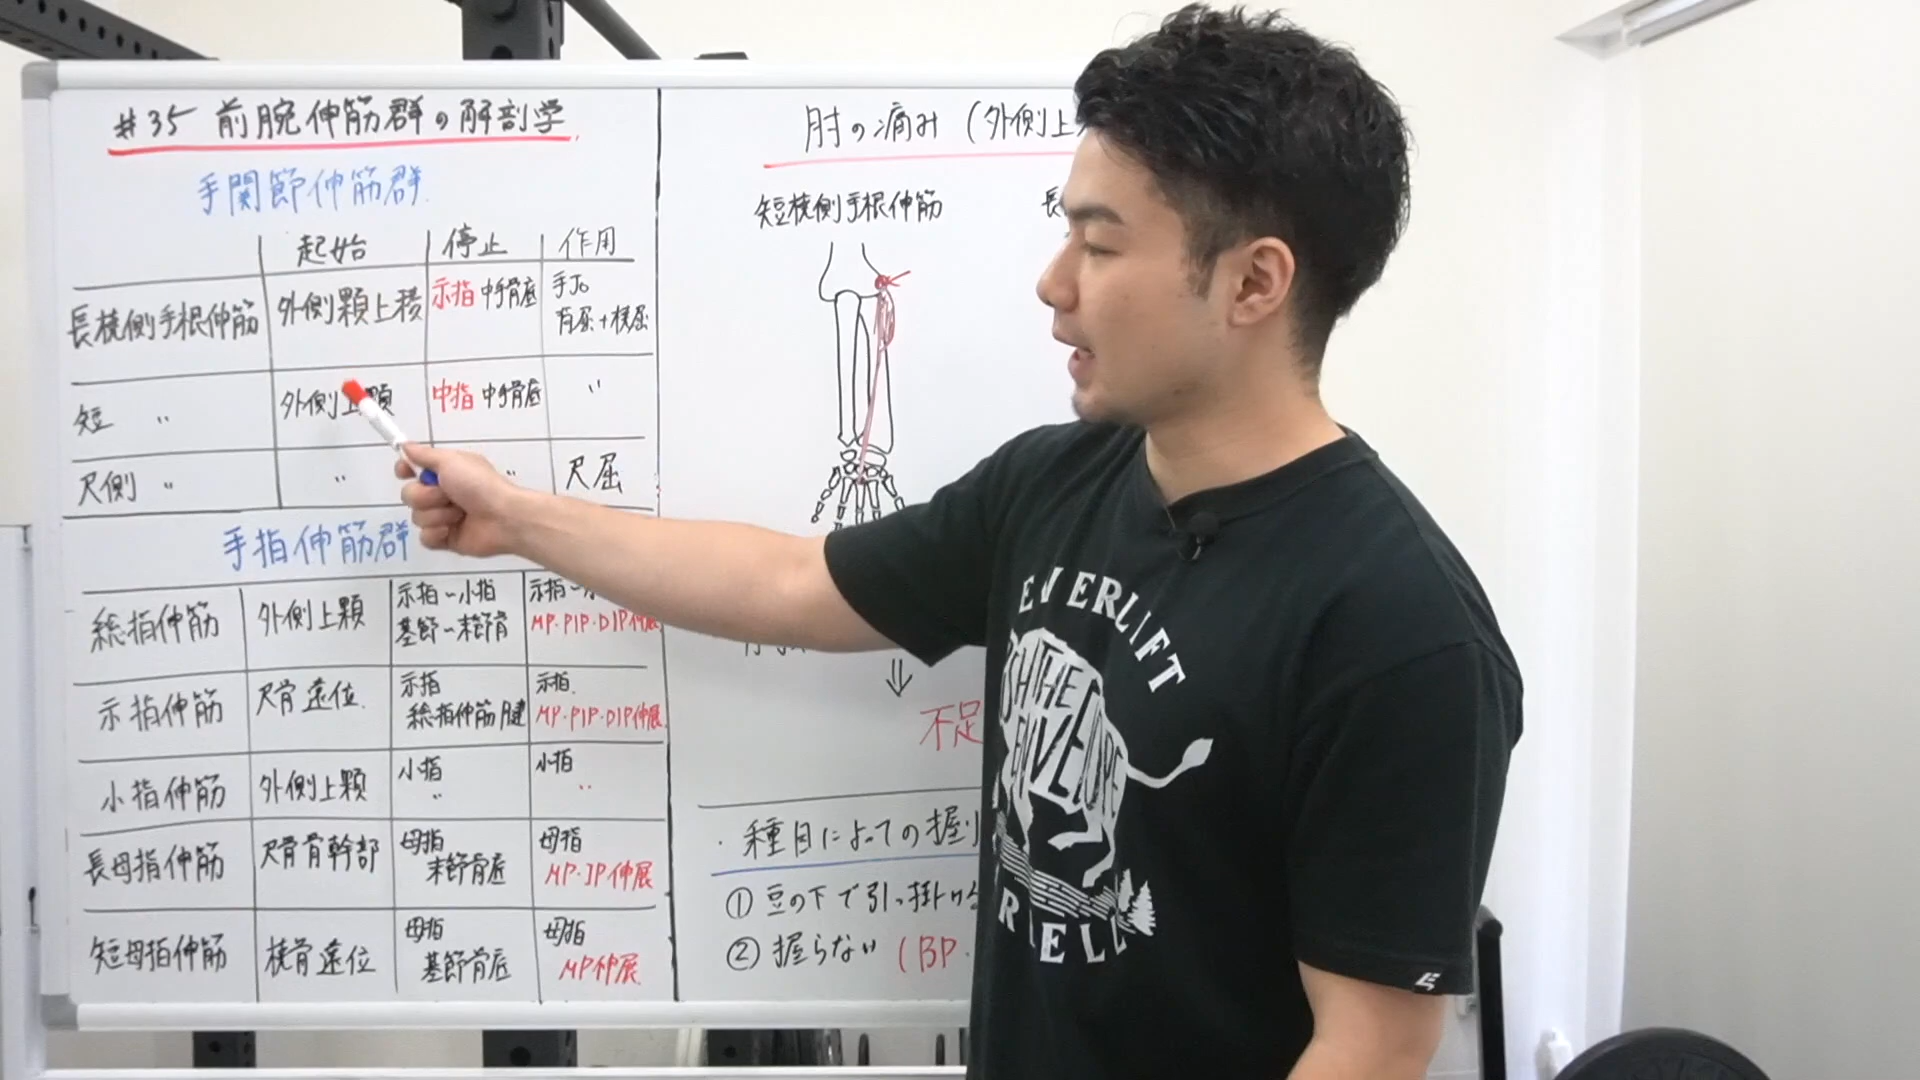 #35 前腕伸筋群の解剖学
手関節伸筋群
起始 停止 作用
長橈側手根伸筋 外側顆上稜 示指 中手骨底 手Jo
背屈+橈屈
短 〃 外側上顆 中指 中手骨底 〃
尺側 〃 〃 〃 尺屈
手指伸筋群
総指伸筋 外側上顆 示指~小指 示指~
基節~末節骨 MP・PIP・DIP伸展
示指伸筋 尺骨遠位 示指 示指
総指伸筋腱 MP・PIP・DIP伸展
小指伸筋 外側上顆 小指 小指
〃 〃
長母指伸筋 尺骨骨幹部 母指 母指
末節骨底 MP・IP伸展
短母指伸筋 橈骨遠位 母指 母指
基節骨底 MP伸展
肘の痛み (外側上
短橈側手根伸筋 長
⇓
不足
・種目によっての握り
① 豆の下で引っ掛ける
② 握らない (BP・
EVERLIFT
THE